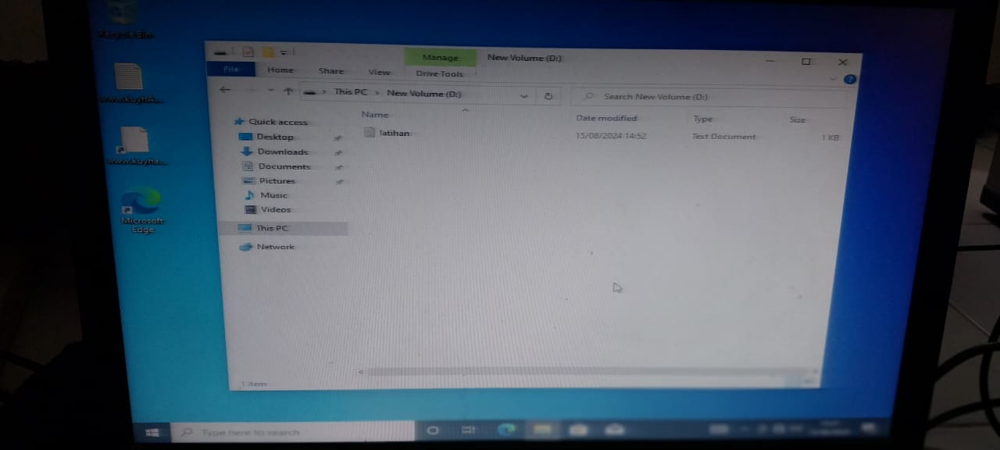 Recycle Bin
www.kuyha...
www.kuyha...
Microsoft
Edge
Manage
New Volume (D:)
File
Home
Share
View
Drive Tools
This PC > New Volume (D:)
Search New Volume (D:)
Name
Date modified
Type
Size
latihan
15/08/2024 14:52
Text Document
1 KB
Quick access
Desktop
Downloads
Documents
Pictures
Music
Videos
This PC
Network
1 item
Type here to search